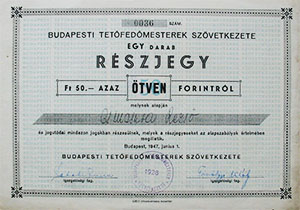 0036 SZÁM.
BUDAPESTI TETŐFEDŐMESTEREK SZÖVETKEZETE
EGY DARAB
RÉSZJEGY
Ft 50.— AZAZ ÖTVEN FORINTRÓL
melynek alapján
és jogutódai mindazon jogokban részesülnek, melyek a részjegyeseket az alapszabályok értelmében
megilletik.
Budapest, 1947. június 1.
BUDAPESTI TETŐFEDŐMESTEREK SZÖVETKEZETE
igazgatósági tag.
igazgatósági tag.